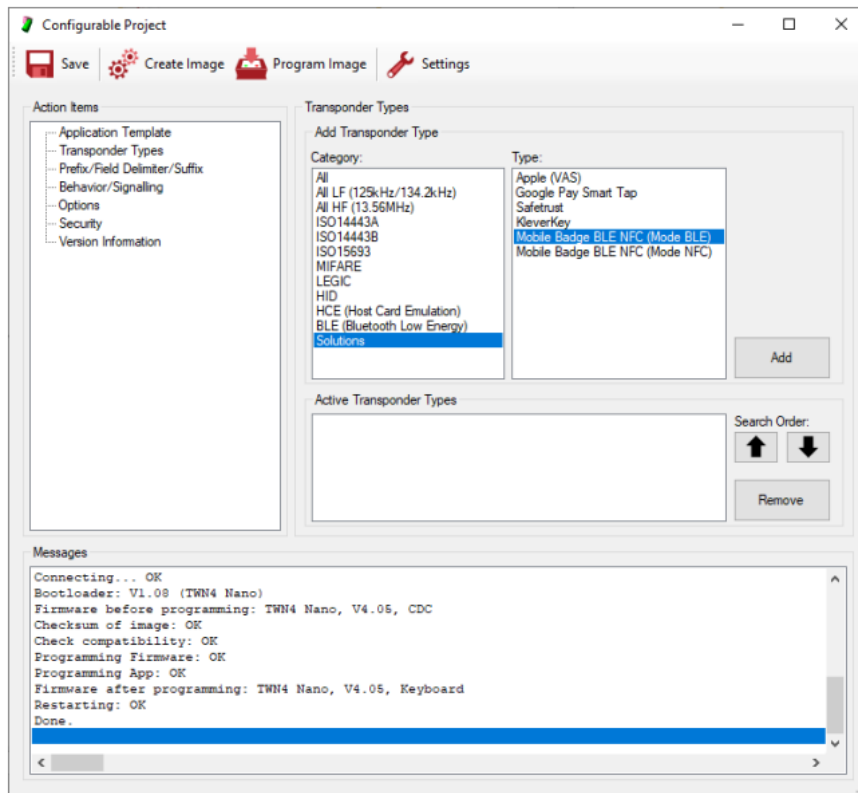 Configurable Project
Save Create Image Program Image Settings
Action Items
Application Template
Transponder Types
Prefix/Field Delimiter/Suffix
Behavior/Signalling
Options
Security
Version Information
Transponder Types
Add Transponder Type
Category:
All
All LF (125kHz/134.2kHz)
All HF (13.56MHz)
ISO14443A
ISO14443B
ISO15693
MIFARE
LEGIC
HID
HCE (Host Card Emulation)
BLE (Bluetooth Low Energy)
Solutions
Type:
Apple (VAS)
Google Pay Smart Tap
Safetrust
KleverKey
Mobile Badge BLE NFC (Mode BLE)
Mobile Badge BLE NFC (Mode NFC)
Add
Active Transponder Types
Search Order:
Remove
Messages
Connecting... OK
Bootloader: V1.08 (TWN4 Nano)
Firmware before programming: TWN4 Nano, V4.05, CDC
Checksum of image: OK
Check compatibility: OK
Programming Firmware: OK
Programming App: OK
Firmware after programming: TWN4 Nano, V4.05, Keyboard
Restarting: OK
Done.